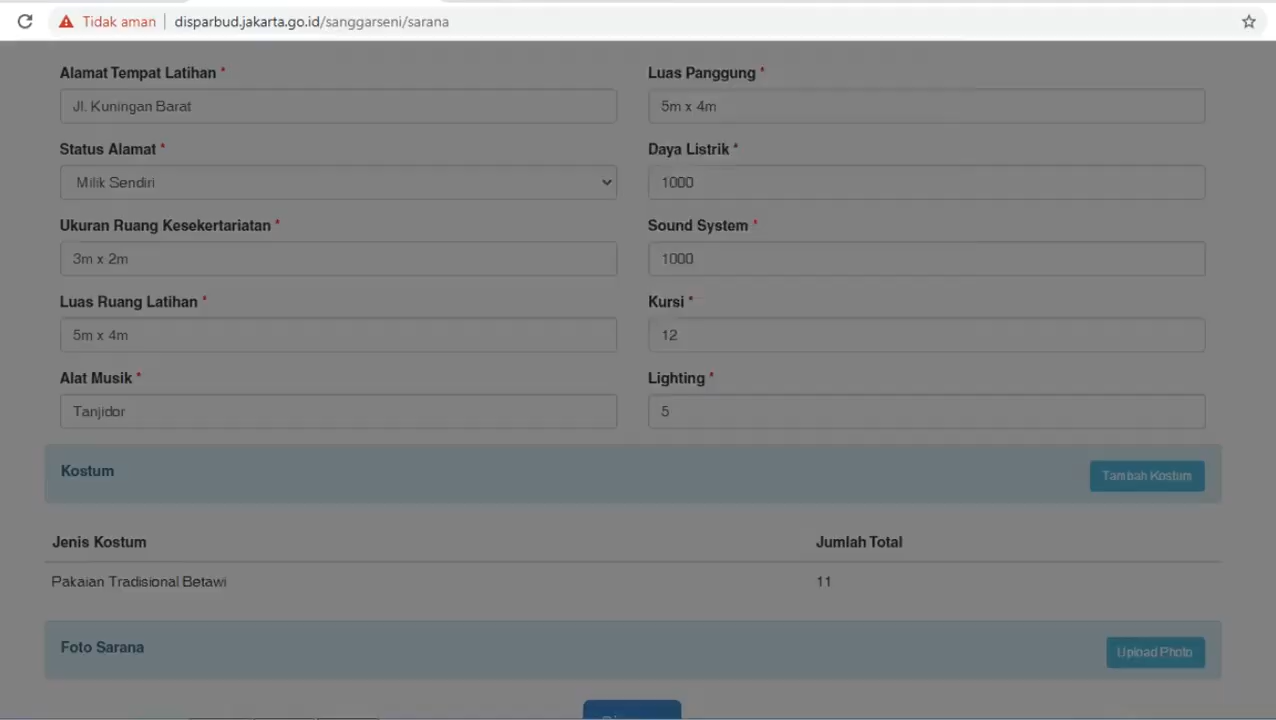 Tidak aman
disparbud.jakarta.go.id/sanggarseni/sarana
Alamat Tempat Latihan *
Jl. Kuningan Barat
Status Alamat *
Milik Sendiri
Ukuran Ruang Kesekertariatan *
3m x 2m
Luas Ruang Latihan *
5m x 4m
Alat Musik *
Tanjidor
Luas Panggung *
5m x 4m
Daya Listrik *
1000
Sound System *
1000
Kursi *
12
Lighting *
5
Kostum
Tambah Kostum
Jenis Kostum Jumlah Total
Pakaian Tradisional Betawi 11
Foto Sarana
Upload Photo